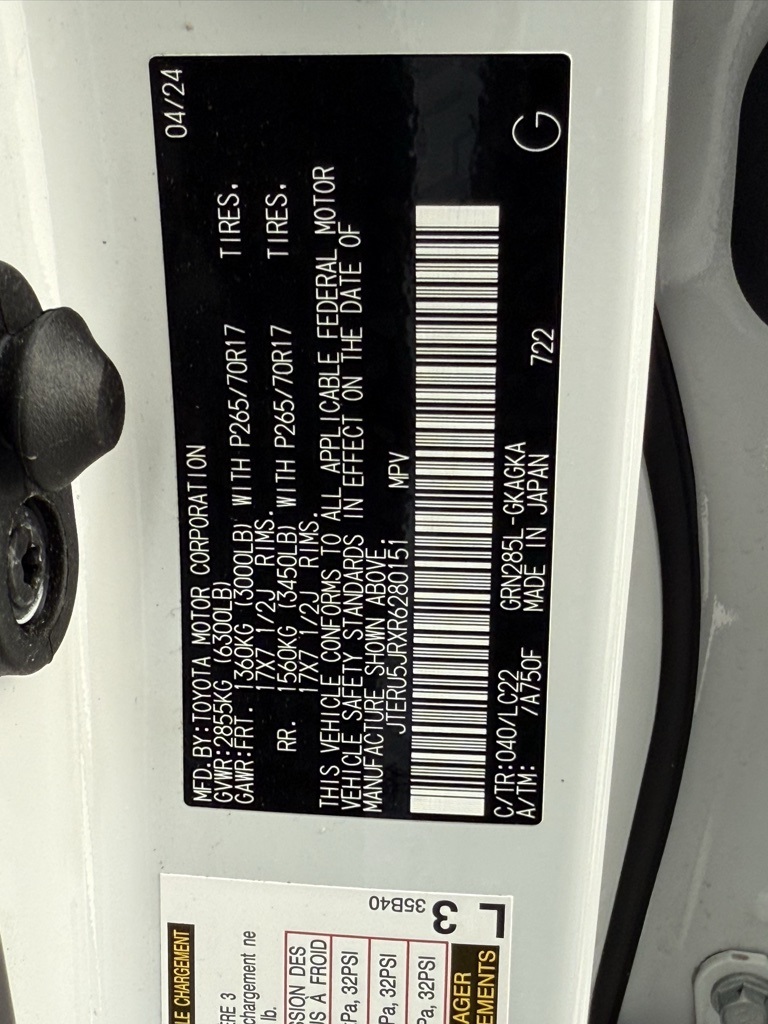 MFD.BY:TOYOTA MOTOR CORPORATION 04/24
GVWR:2855KG (6300LB)
GAWR:FRT. 1360KG (3000LB) WITH P265/70R17 TIRES,
17X7 1/2J RIMS.
RR. 1560KG (3450LB) WITH P265/70R17 TIRES,
17X7 1/2J RIMS.
THIS VEHICLE CONFORMS TO ALL APPLICABLE FEDERAL MOTOR
VEHICLE SAFETY STANDARDS IN EFFECT ON THE DATE OF
MANUFACTURE SHOWN ABOVE.
JTERU5JRXR6280151 MPV
C/TR:040/LC22 GRN285L-GKAGKA
A/TM: /A750F MADE IN JAPAN 722
G
LE CHARGEMENT
ERE 3
chargement ne
lb.
SSION DES
US À FROID
Pa, 32PSI
Pa, 32PSI
Pa, 32PSI
AGER
EMENTS
L
3
35B40